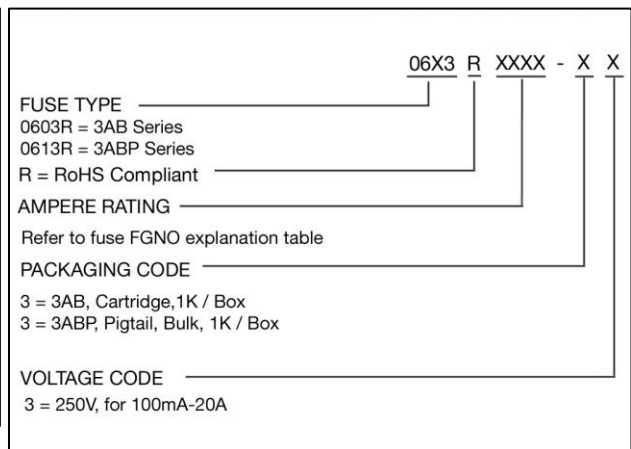 06X3 R XXXX - X X
FUSE TYPE
0603R = 3AB Series
0613R = 3ABP Series
R = RoHS Compliant
AMPERE RATING
Refer to fuse FGNO explanation table
PACKAGING CODE
3 = 3AB, Cartridge,1K / Box
3 = 3ABP, Pigtail, Bulk, 1K / Box
VOLTAGE CODE
3 = 250V, for 100mA-20A